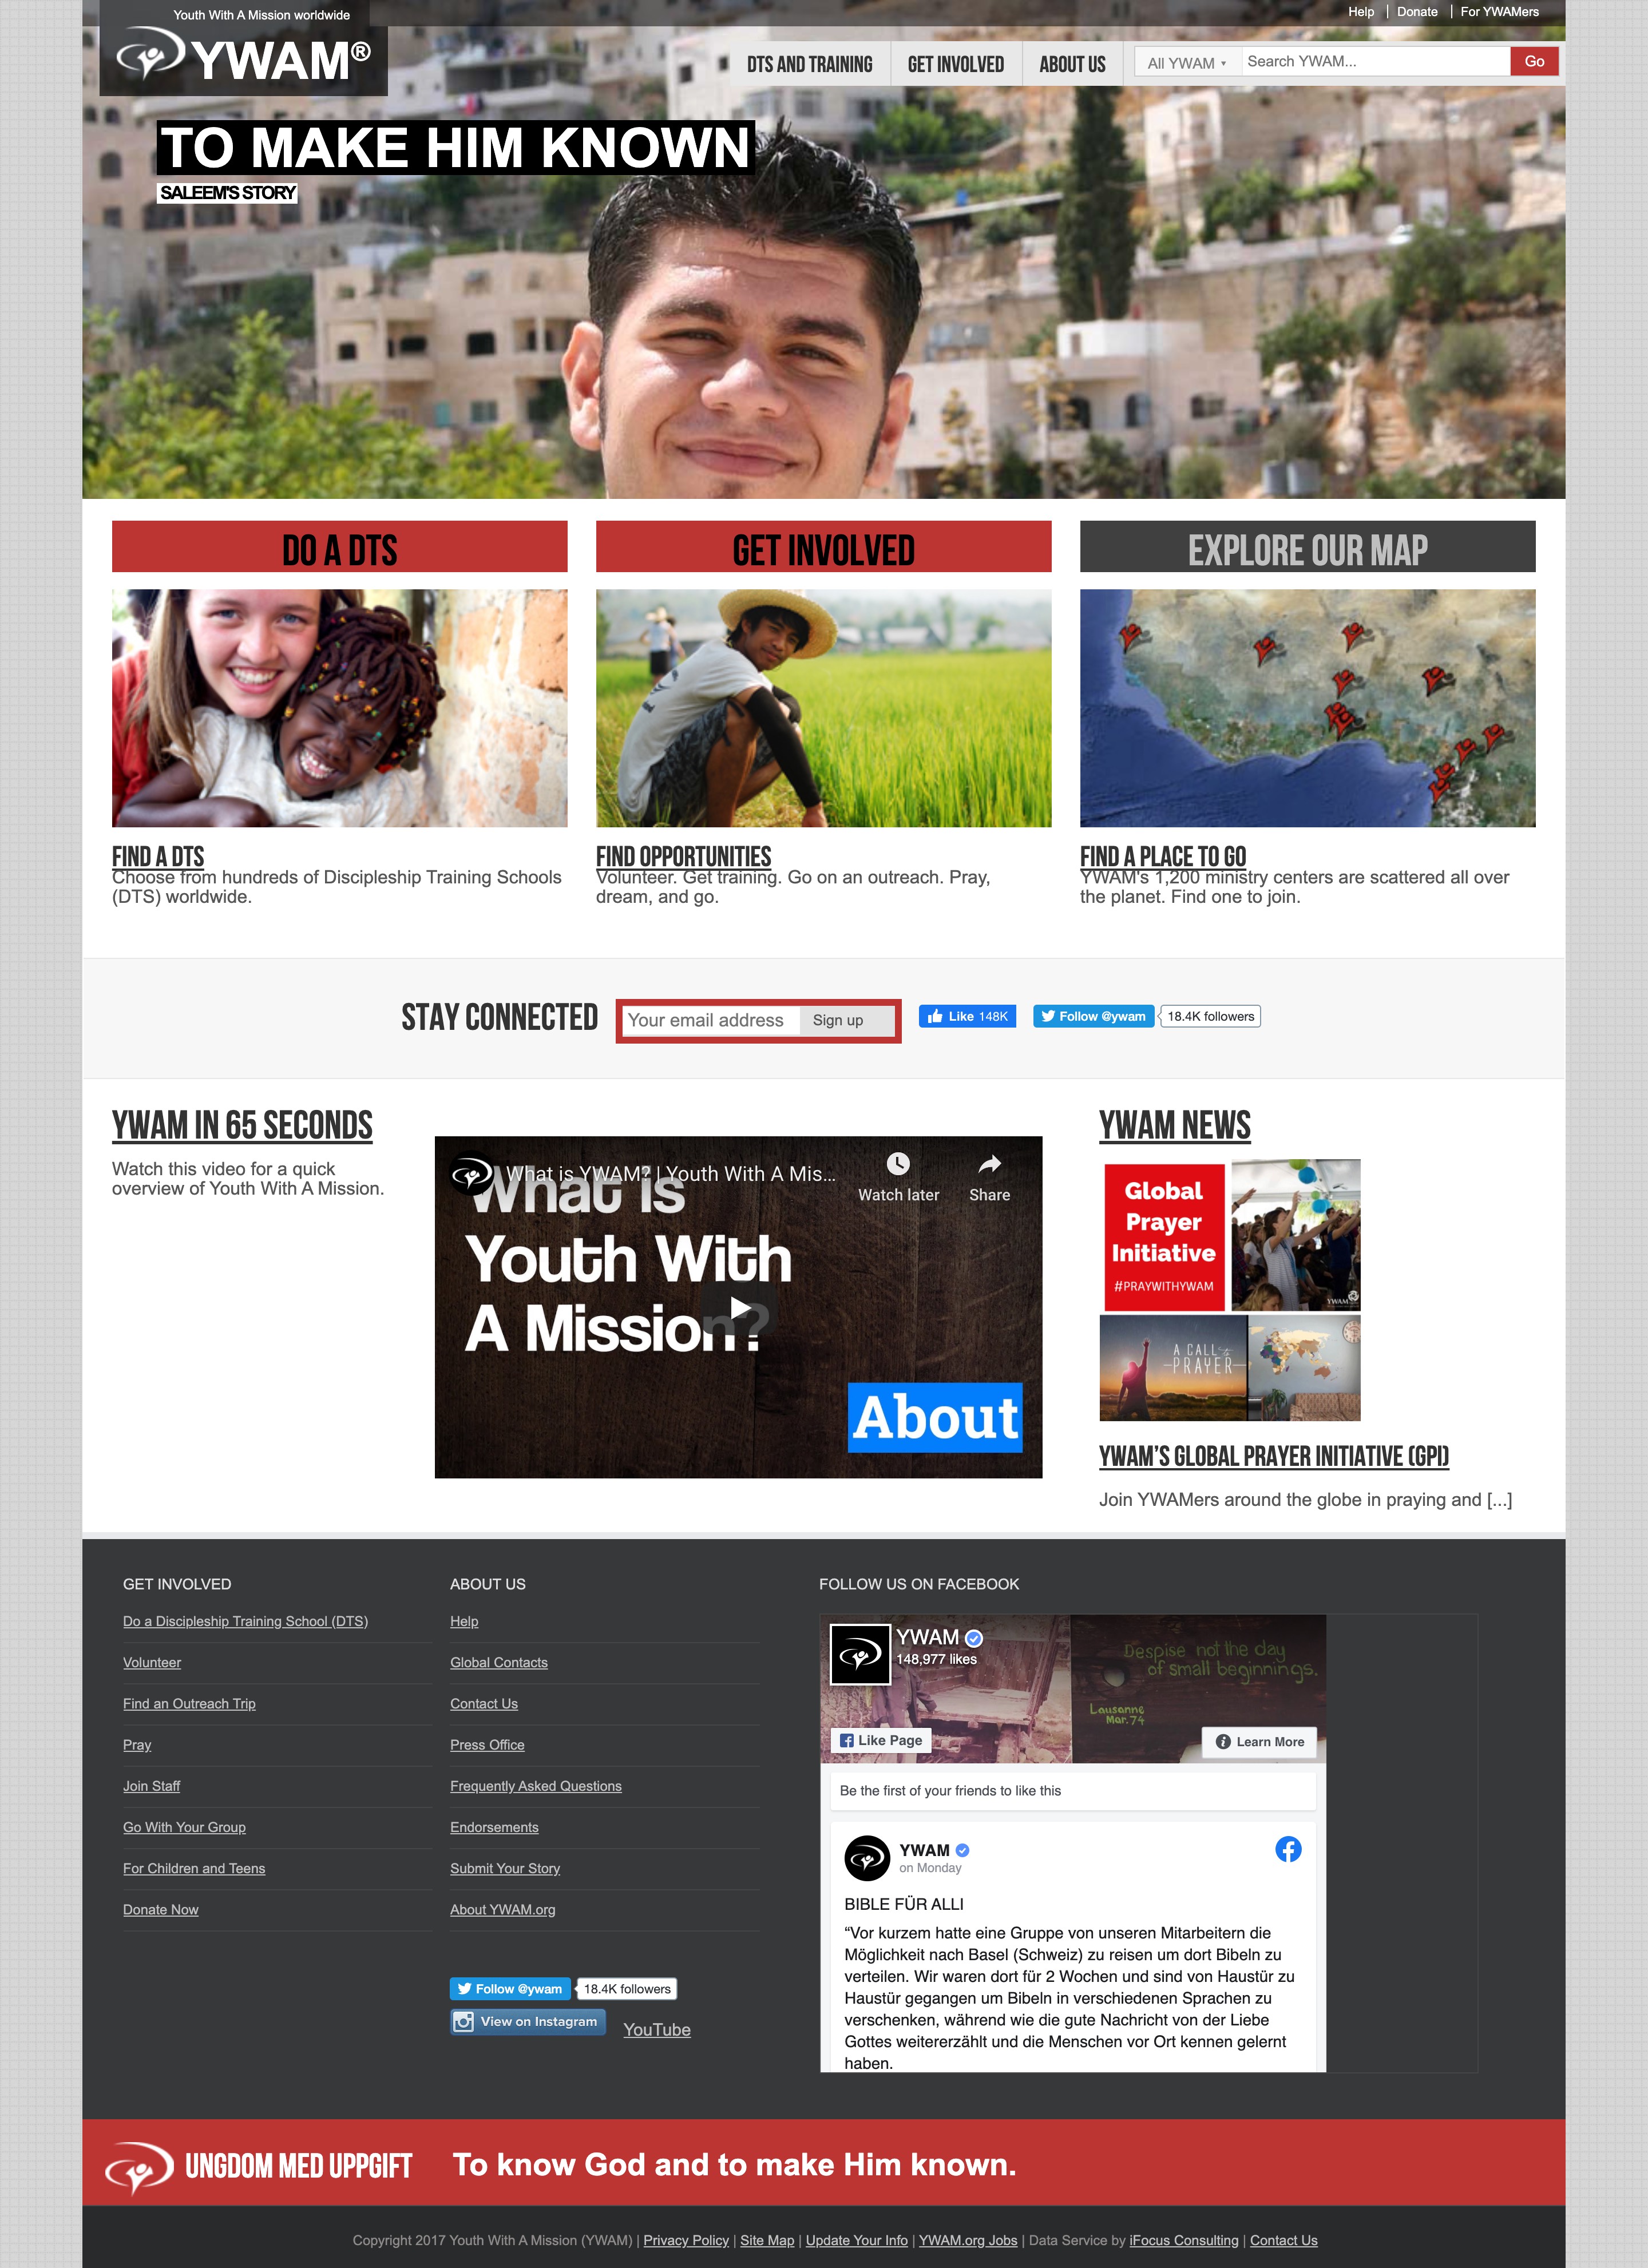 Youth With A Mission worldwide
Help | Donate | For YWAMers
YWAM®
DTS AND TRAINING
GET INVOLVED
ABOUT US
All YWAM ▾
Search YWAM...
Go
TO MAKE HIM KNOWN
SALEEM'S STORY
DO A DTS
FIND A DTS
Choose from hundreds of Discipleship Training Schools
(DTS) worldwide.
GET INVOLVED
FIND OPPORTUNITIES
Volunteer. Get training. Go on an outreach. Pray,
dream, and go.
EXPLORE OUR MAP
FIND A PLACE TO GO
YWAM's 1,200 ministry centers are scattered all over
the planet. Find one to join.
STAY CONNECTED
Your email address
Sign up
Like 148K
Follow @ywam
18.4K followers
YWAM IN 65 SECONDS
Watch this video for a quick
overview of Youth With A Mission.
What is YWAM? | Youth With A Mis...
Watch later
Share
What is
Youth With
A Mission?
About
YWAM NEWS
Global
Prayer
Initiative
#PRAYWITHYWAM
YWAM
A CALL to
PRAYER
YWAM’S GLOBAL PRAYER INITIATIVE (GPI)
Join YWAMers around the globe in praying and [...]
GET INVOLVED
Do a Discipleship Training School (DTS)
Volunteer
Find an Outreach Trip
Pray
Join Staff
Go With Your Group
For Children and Teens
Donate Now
ABOUT US
Help
Global Contacts
Contact Us
Press Office
Frequently Asked Questions
Endorsements
Submit Your Story
About YWAM.org
Follow @ywam
18.4K followers
View on Instagram
YouTube
FOLLOW US ON FACEBOOK
YWAM
148,977 likes
Despise not the day
of small beginnings.
Lausanne
Mar. 74
Like Page
Learn More
Be the first of your friends to like this
YWAM
on Monday
BIBLE FÜR ALLI
“Vor kurzem hatte eine Gruppe von unseren Mitarbeitern die
Möglichkeit nach Basel (Schweiz) zu reisen um dort Bibeln zu
verteilen. Wir waren dort für 2 Wochen und sind von Haustür zu
Haustür gegangen um Bibeln in verschiedenen Sprachen zu
verschenken, während wie die gute Nachricht von der Liebe
Gottes weitererzählt und die Menschen vor Ort kennen gelernt
haben.
UNGDOM MED UPPGIFT
To know God and to make Him known.
Copyright 2017 Youth With A Mission (YWAM) | Privacy Policy | Site Map | Update Your Info | YWAM.org Jobs | Data Service by iFocus Consulting | Contact Us